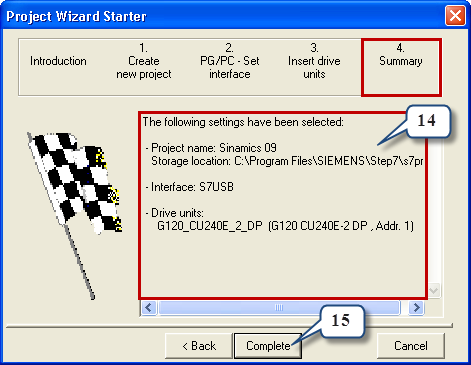 Project Wizard Starter
Introduction
1.
Create
new project
2.
PG/PC - Set
interface
3.
Insert drive
units
4.
Summary
The following settings have been selected:
- Project name: Sinamics 09
Storage location: C:\Program Files\SIEMENS\Step7\s7pr
- Interface: S7USB
- Drive units:
G120_CU240E_2_DP (G120 CU240E-2 DP , Addr. 1)
14
15
< Back
Complete
Cancel